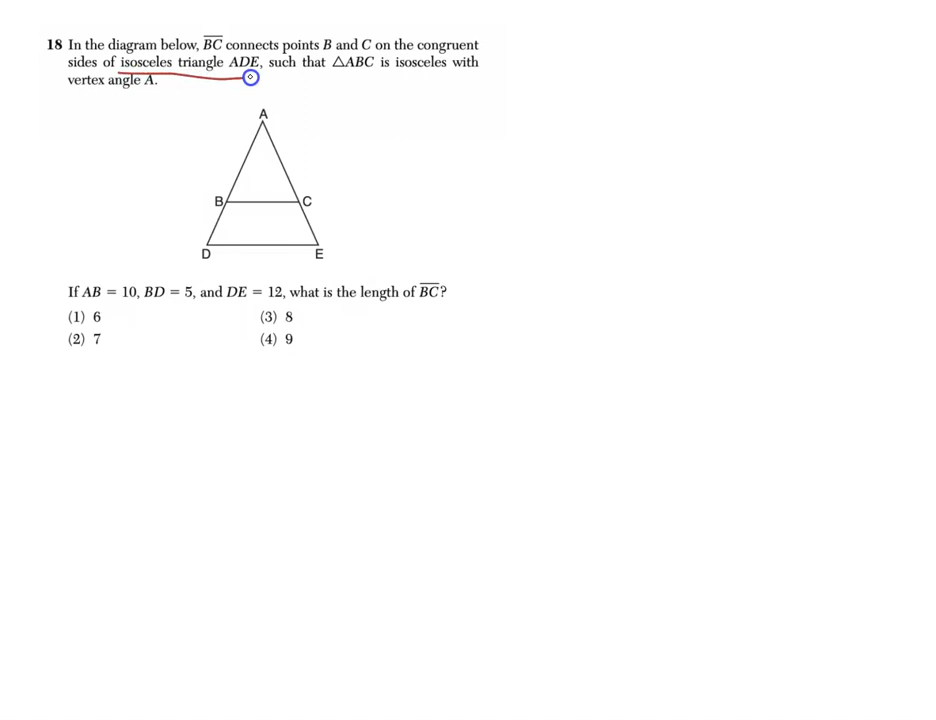 18 In the diagram below, BC connects points B and C on the congruent
sides of isosceles triangle ADE, such that △ABC is isosceles with
vertex angle A.
A
B
C
D
E
If AB = 10, BD = 5, and DE = 12, what is the length of BC?
(1) 6 (3) 8
(2) 7 (4) 9